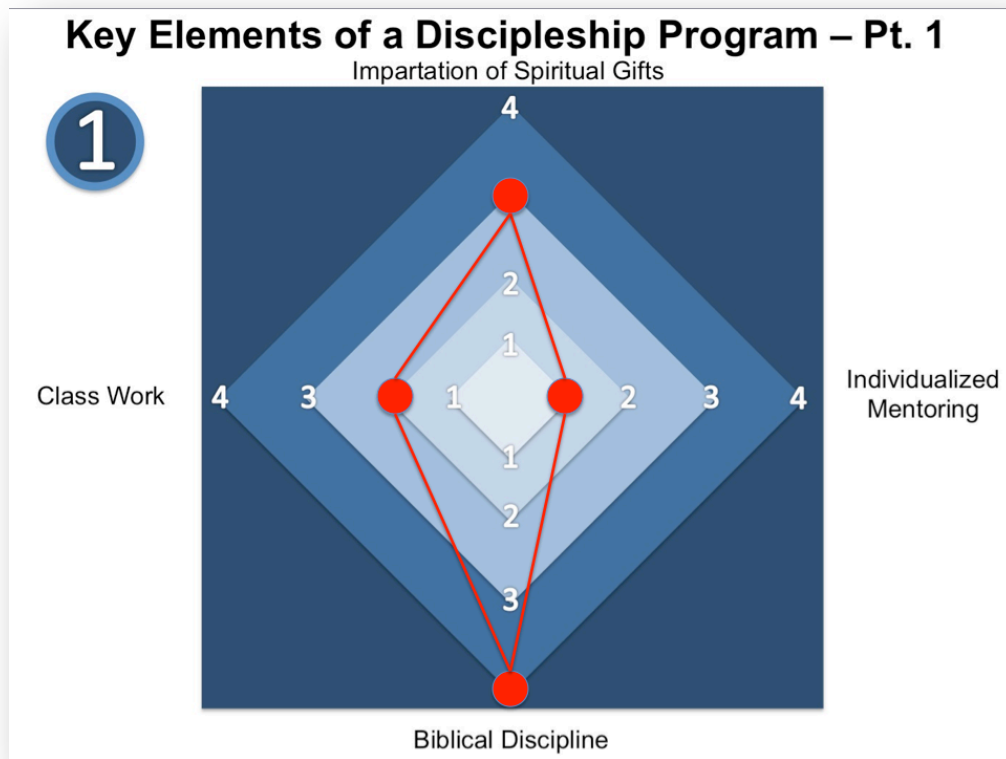 Key Elements of a Discipleship Program – Pt. 1
Impartation of Spiritual Gifts
1
4
2
1
Class Work
4 3 1 2 3 4
Individualized
Mentoring
1
2
3
Biblical Discipline